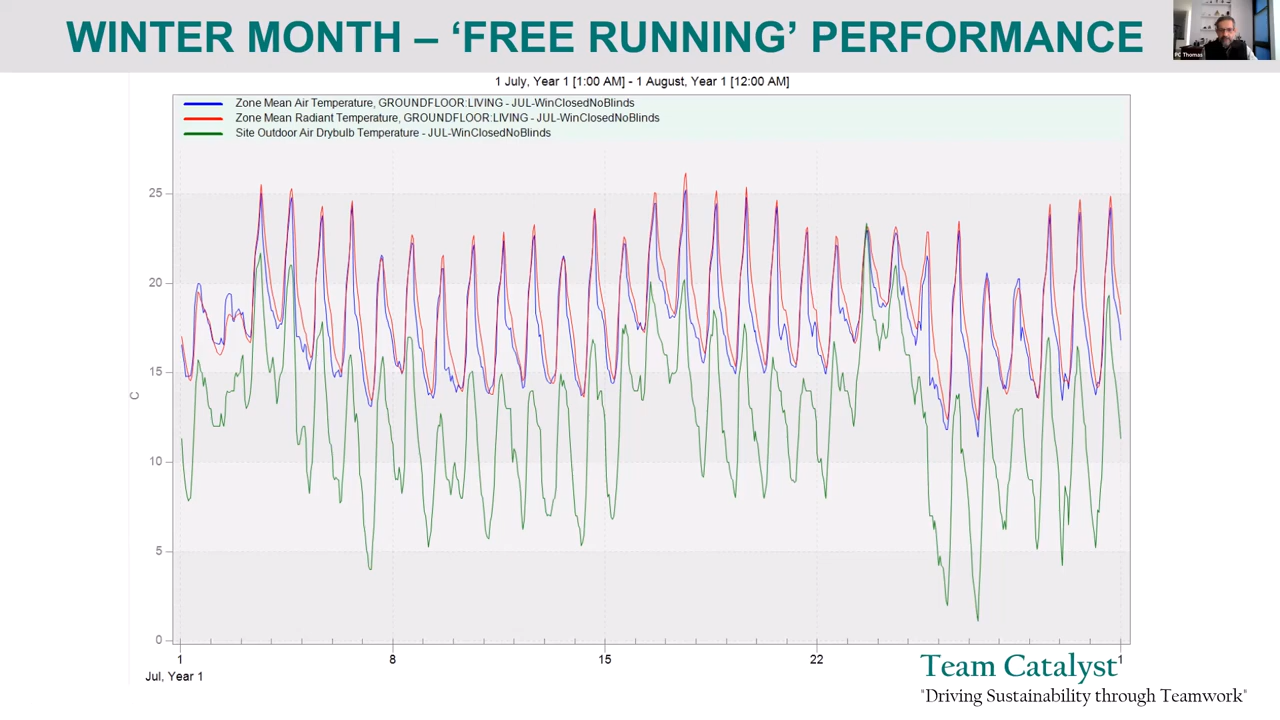 WINTER MONTH – ‘FREE RUNNING’ PERFORMANCE
PC Thomas
1 July, Year 1 [1:00 AM] - 1 August, Year 1 [12:00 AM]
Zone Mean Air Temperature, GROUNDFLOOR:LIVING - JUL-WinClosedNoBlinds
Zone Mean Radiant Temperature, GROUNDFLOOR:LIVING - JUL-WinClosedNoBlinds
Site Outdoor Air Drybulb Temperature - JUL-WinClosedNoBlinds
25
20
15
C
10
5
0
1 8 15 22 1
Jul, Year 1
Team Catalyst
"Driving Sustainability through Teamwork"